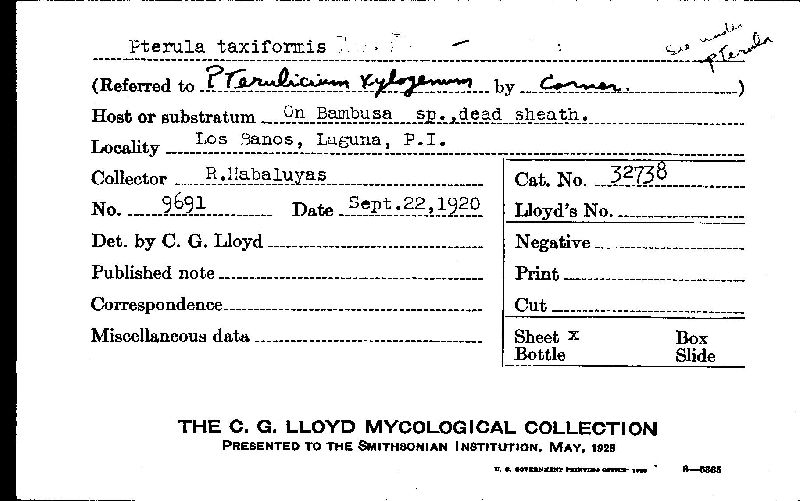 Pterula taxiformis
See under
Pterula
(Referred to Pterulicium xylogenum by Corner.)
Host or substratum On Bambusa sp.,dead sheath.
Locality Los Banos, Laguna, P.I.
Collector R.Mabaluyas
Cat. No. 32738
No. 9691 Date Sept.22,1920
Lloyd's No.
Det. by C. G. Lloyd
Negative
Published note
Print
Correspondence
Cut
Miscellaneous data
Sheet x Box
Bottle Slide
THE C. G. LLOYD MYCOLOGICAL COLLECTION
PRESENTED TO THE SMITHSONIAN INSTITUTION, MAY, 1928
U. S. GOVERNMENT PRINTING OFFICE